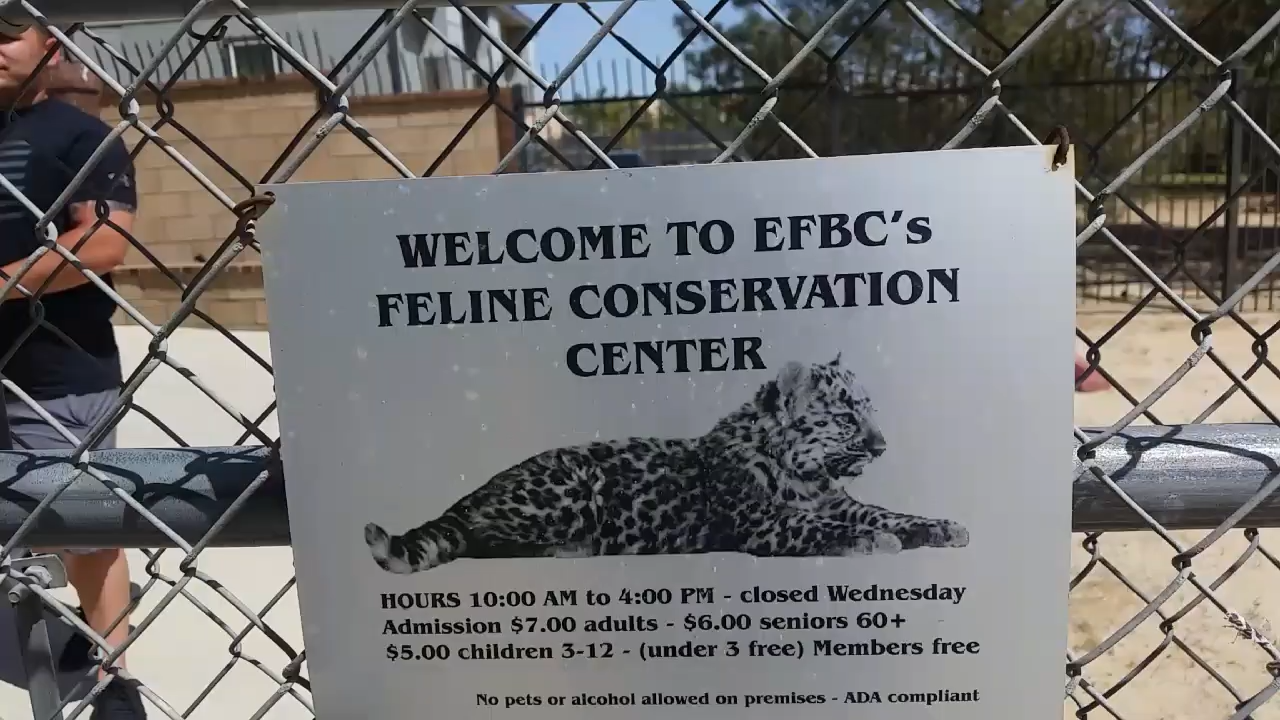 WELCOME TO EFBC's
FELINE CONSERVATION
CENTER
HOURS 10:00 AM to 4:00 PM - closed Wednesday
Admission $7.00 adults - $6.00 seniors 60+
$5.00 children 3-12 - (under 3 free) Members free
No pets or alcohol allowed on premises - ADA compliant